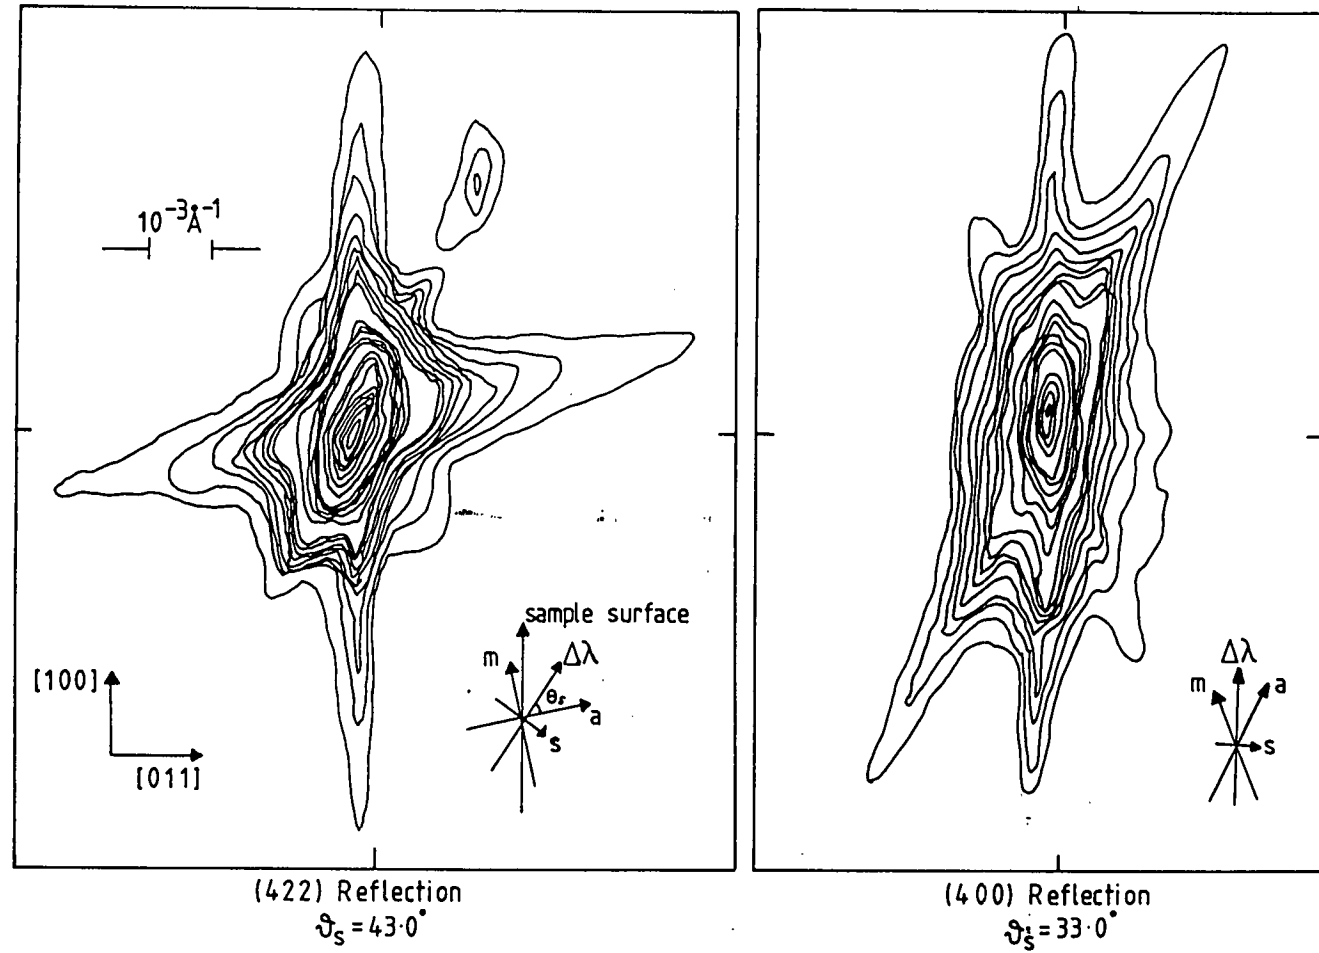 10⁻³Å⁻¹
sample surface
m
Δλ
θs
a
s
[100]
[011]
(422) Reflection
ϑs = 43·0°
Δλ
m
a
s
(400) Reflection
ϑs = 33·0°